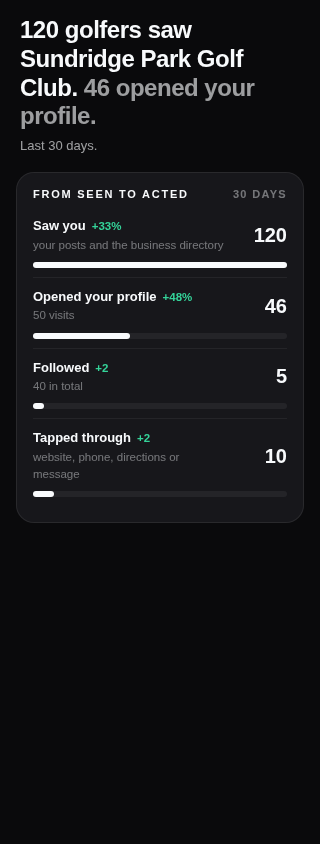 120 golfers saw
Sundridge Park Golf
Club. 46 opened your
profile.
Last 30 days.
FROM SEEN TO ACTED 30 DAYS
Saw you +33%
your posts and the business directory
120
Opened your profile +48%
50 visits
46
Followed +2
40 in total
5
Tapped through +2
website, phone, directions or
message
10